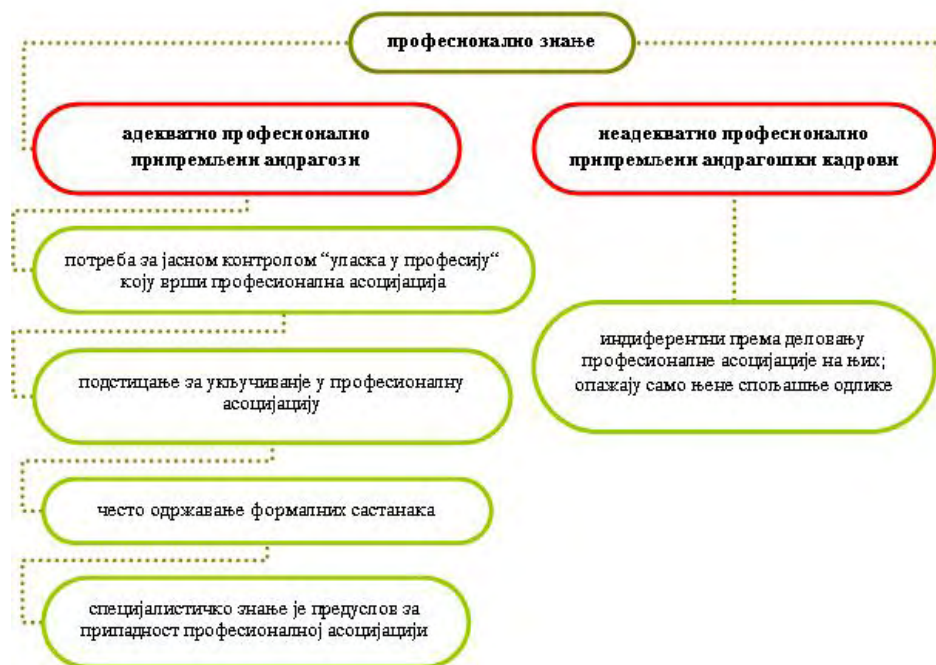 професионално знање
адекватно професионално
припремљени андрагози
неадекватно професионално
припремљени андрагошки кадрови
потреба за јасном контролом “уласка у професију“
коју врши професионална асоцијација
подстицање за укључивање у професионалну
асоцијацију
често одржавање формалних састанака
специјалистичко знање је предуслов за
припадност професионалној асоцијацији
индиферентни према деловању
професионалне асоцијације на њих;
опажају само њене спољашње одлике